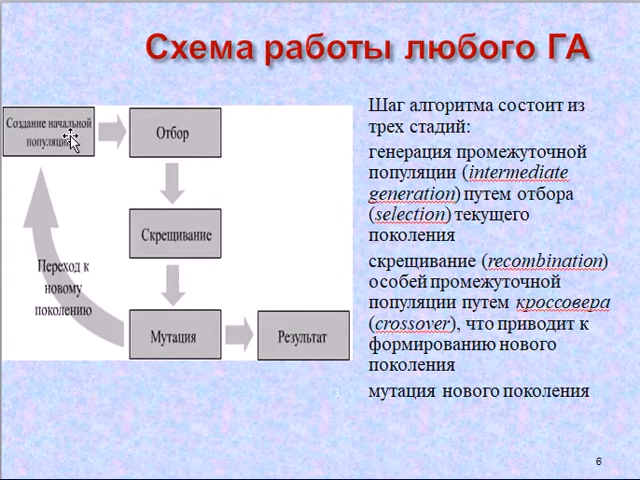 Схема работы любого ГА
Создание начальной
популяции
Отбор
Скрещивание
Переход к
новому
поколению
Мутация
Результат
Шаг алгоритма состоит из
трех стадий:
генерация промежуточной
популяции (intermediate
generation) путем отбора
(selection) текущего
поколения
скрещивание (recombination)
особей промежуточной
популяции путем кроссовера
(crossover), что приводит к
формированию нового
поколения
мутация нового поколения
6